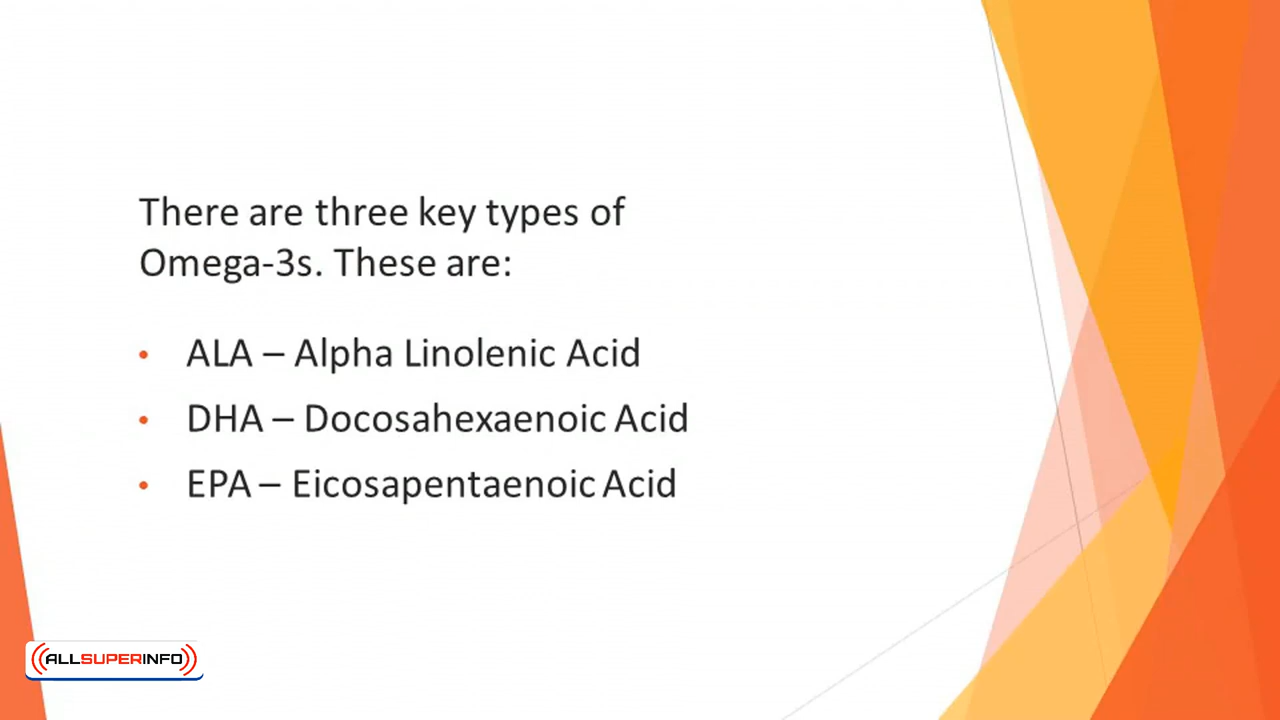 There are three key types of
Omega-3s. These are:
• ALA – Alpha Linolenic Acid
• DHA – Docosahexaenoic Acid
• EPA – Eicosapentaenoic Acid
ALLSUPERINFO